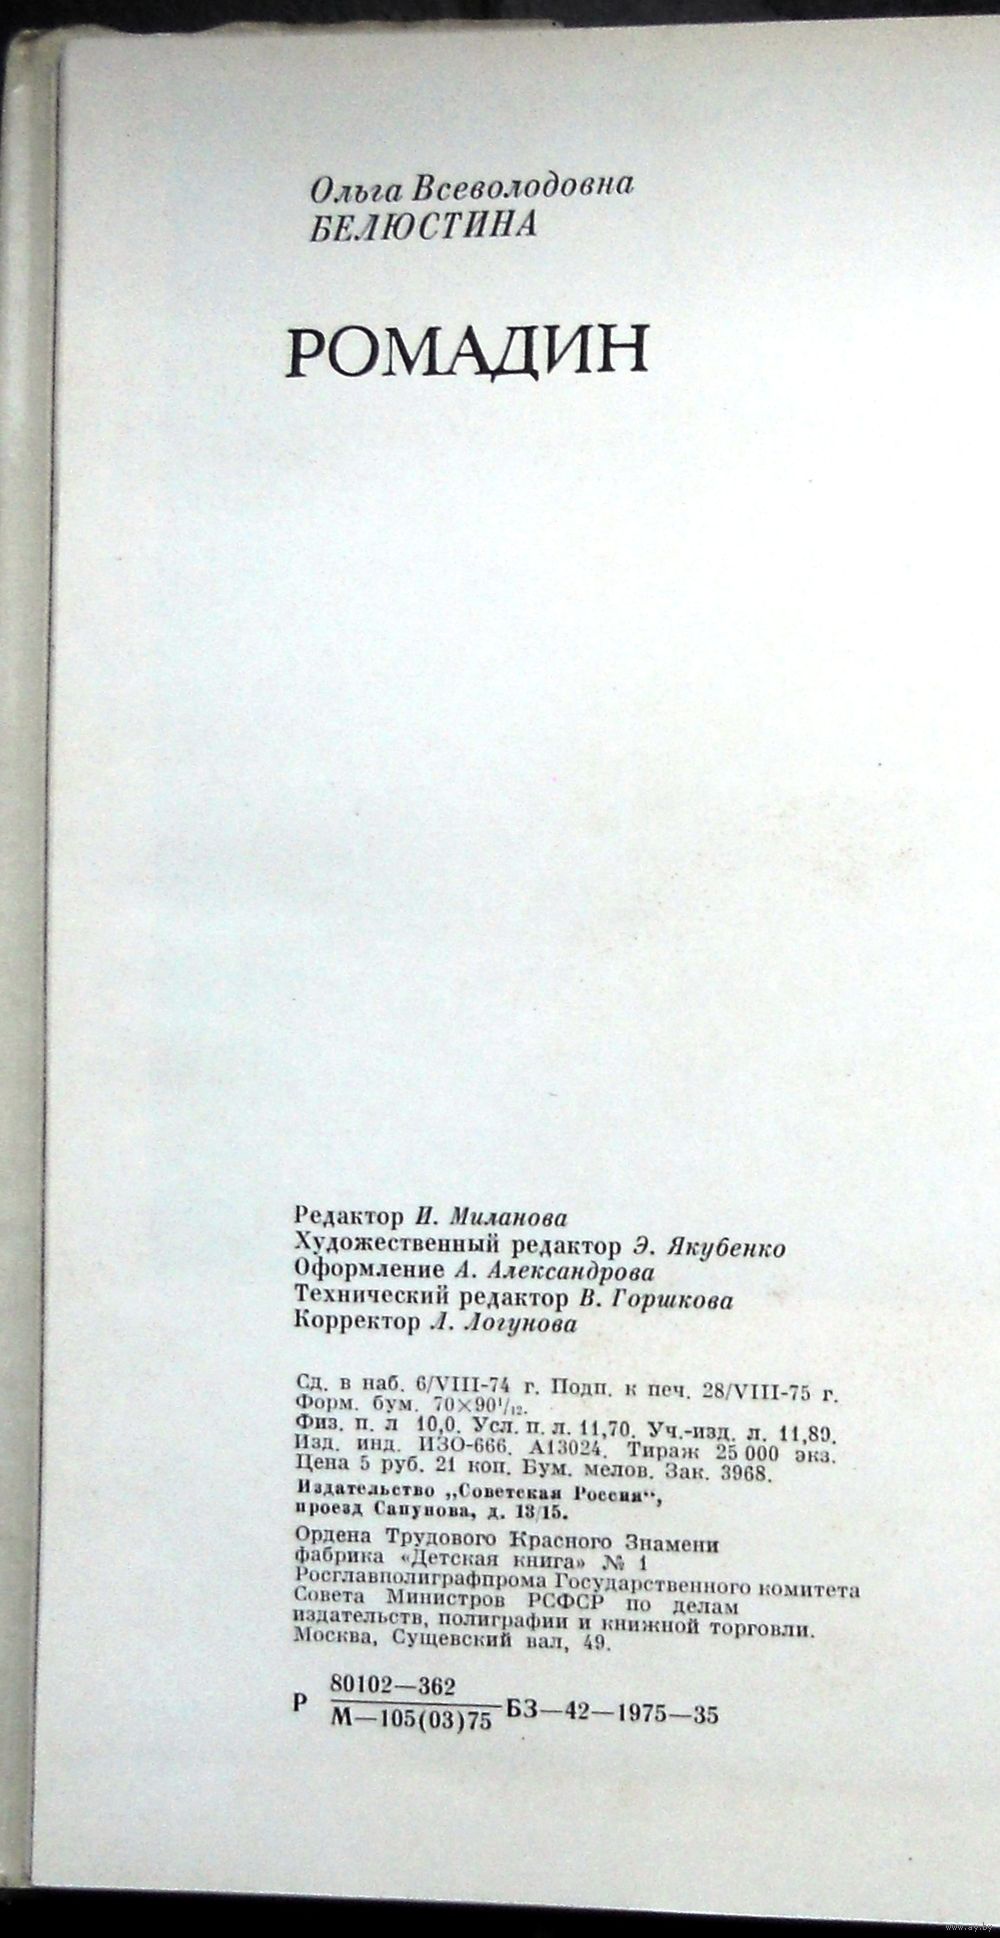 Ольга Всеволодовна
БЕЛЮСТИНА
РОМАДИН
Редактор И. Миланова
Художественный редактор Э. Якубенко
Оформление А. Александрова
Технический редактор В. Горшкова
Корректор Л. Логунова
Сд. в наб. 6/VIII-74 г. Подп. к печ. 28/VIII-75 г.
Форм. бум. 70×90¹/₁₂.
Физ. п. л 10,0. Усл. п. л. 11,70. Уч.-изд. л. 11,89.
Изд. инд. ИЗО-666. А13024. Тираж 25 000 экз.
Цена 5 руб. 21 коп. Бум. мелов. Зак. 3968.
Издательство „Советская Россия“,
проезд Сапунова, д. 13/15.
Ордена Трудового Красного Знамени
фабрика «Детская книга» № 1
Росглавполиграфпрома Государственного комитета
Совета Министров РСФСР по делам
издательств, полиграфии и книжной торговли.
Москва, Сущевский вал, 49.
80102—362
Р М—105(03)75 БЗ—42—1975—35
www.ay.by